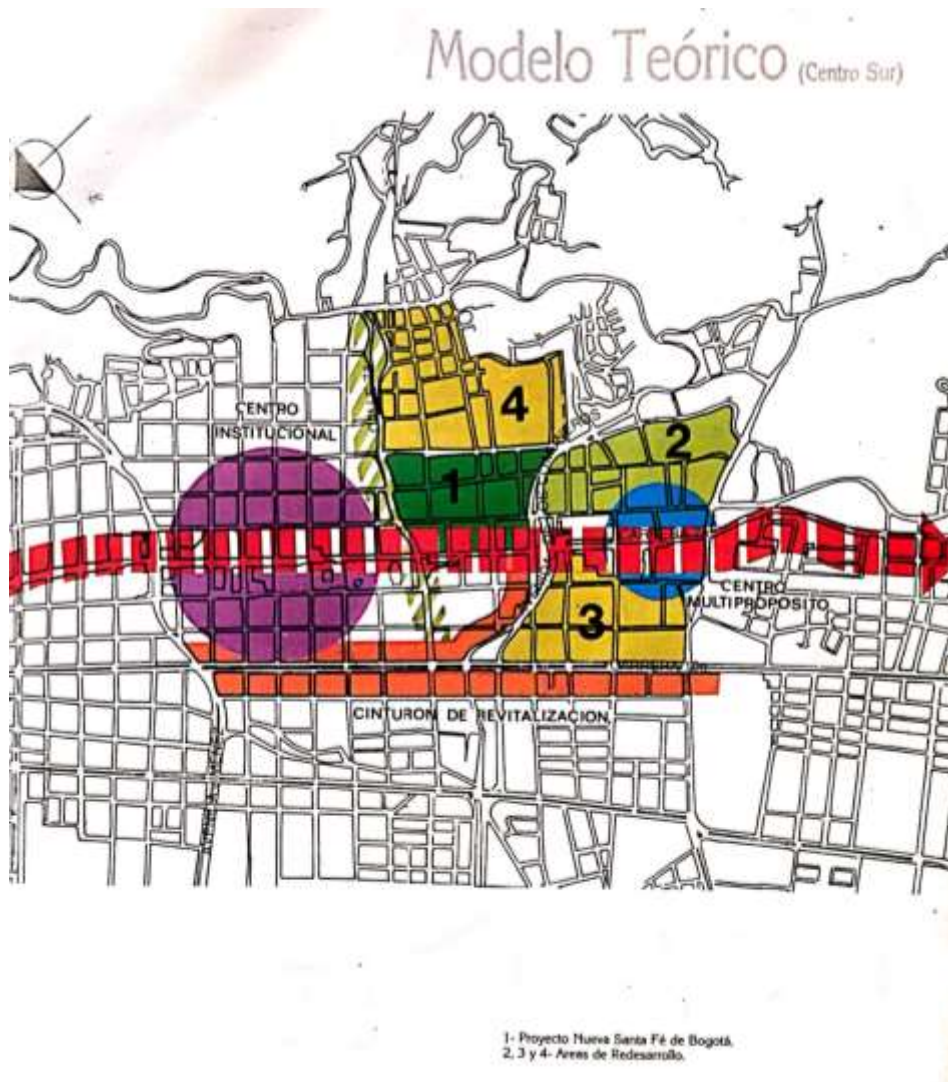 Modelo Teórico (Centro Sur)
4
CENTRO
INSTITUCIONAL
2
1
CENTRO
MULTIPROPOSITO
3
CARRERA
CINTURON DE REVITALIZACION
1- Proyecto Nueva Santa Fé de Bogotá.
2, 3 y 4- Areas de Redesarrollo.